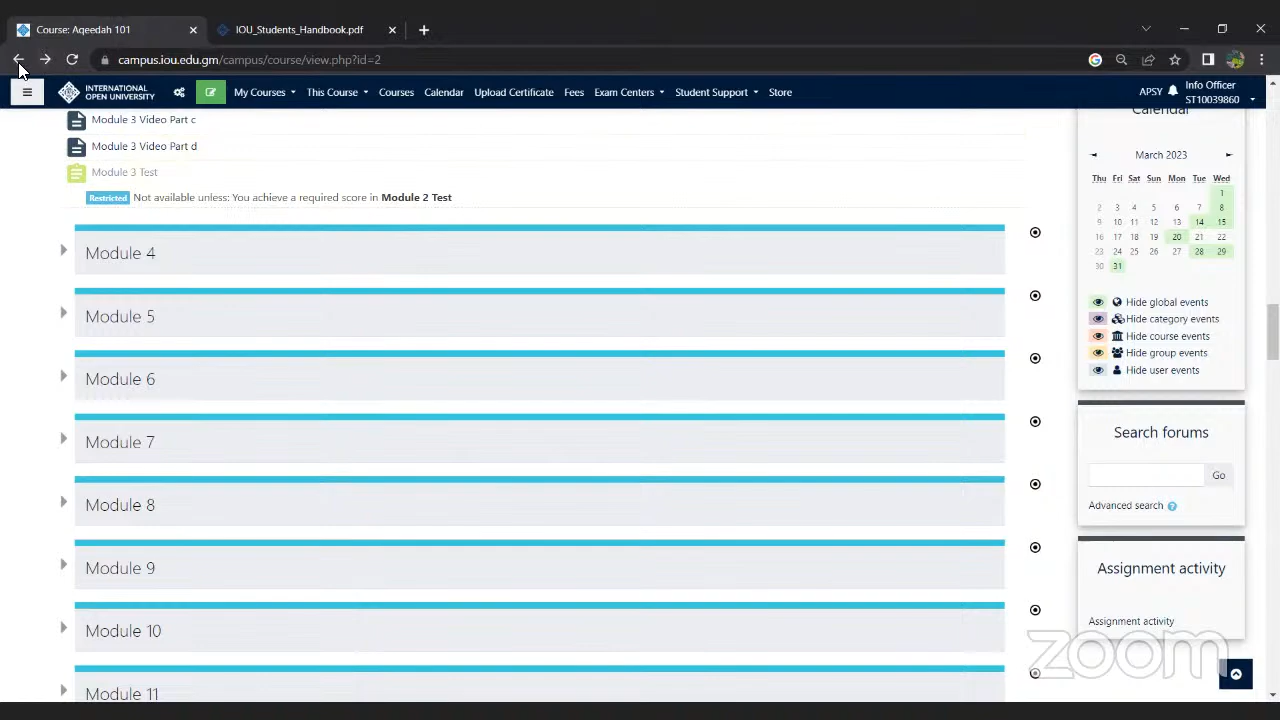 Course: Aqeedah 101
IOU_Students_Handbook.pdf
campus.iou.edu.gm/campus/course/view.php?id=2
INTERNATIONAL
OPEN UNIVERSITY
My Courses
This Course
Courses
Calendar
Upload Certificate
Fees
Exam Centers
Student Support
Store
APSY
Info Officer
ST10039860
Module 3 Video Part c
Module 3 Video Part d
Module 3 Test
Restricted Not available unless: You achieve a required score in Module 2 Test
Module 4
Module 5
Module 6
Module 7
Module 8
Module 9
Module 10
Module 11
Calendar
March 2023
Thu Fri Sat Sun Mon Tue Wed
1
2 3 4 5 6 7 8
9 10 11 12 13 14 15
16 17 18 19 20 21 22
23 24 25 26 27 28 29
30 31
Hide global events
Hide category events
Hide course events
Hide group events
Hide user events
Search forums
Go
Advanced search
Assignment activity
Assignment activity
zoom